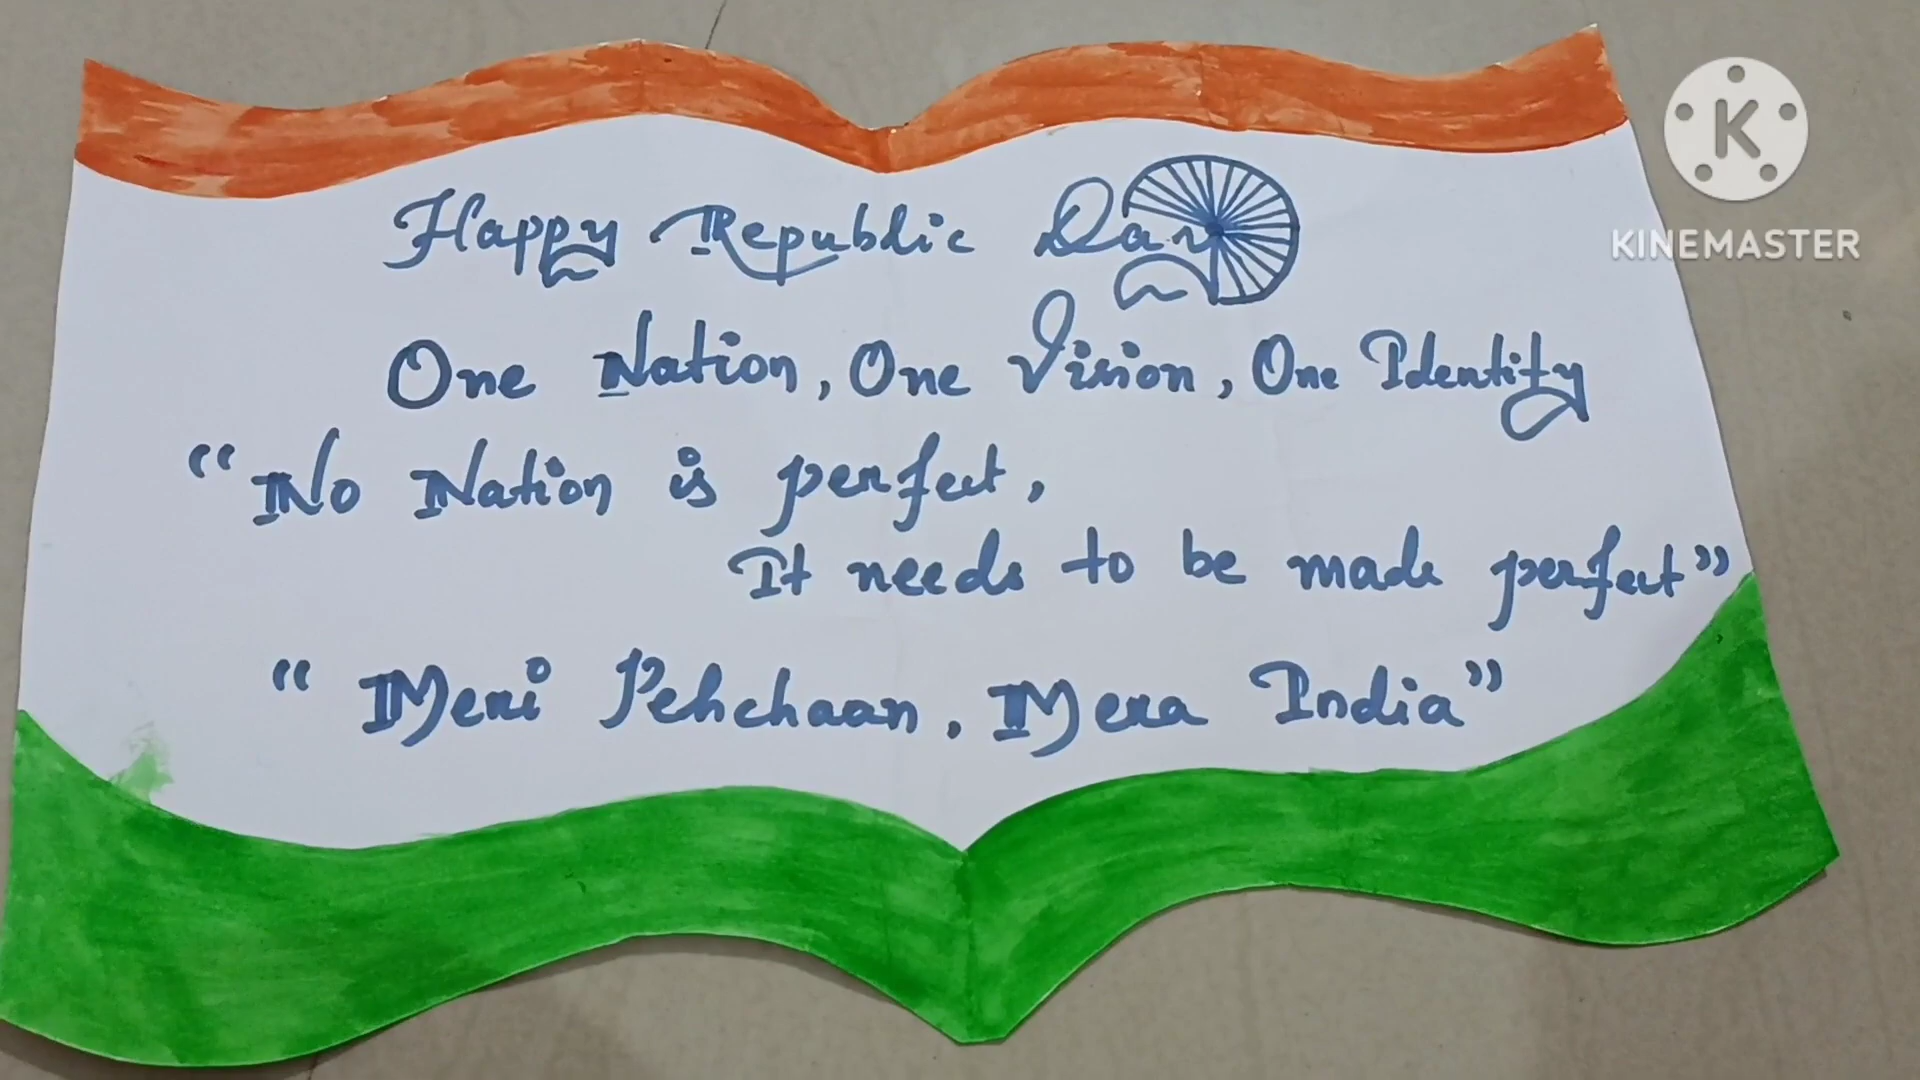 Happy Republic Day
One Nation, One Vision, One Identity
“No Nation is perfect,
It needs to be made perfect”
“Meri Pehchaan, Mera India”
K
KINEMASTER